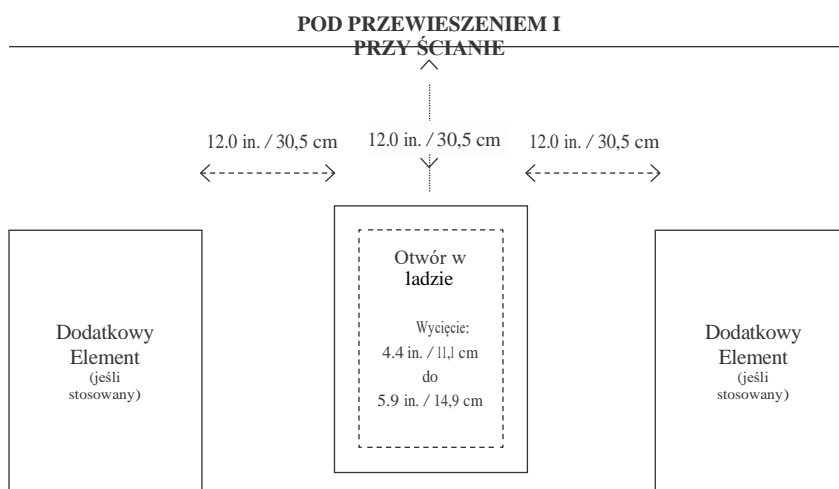 POD PRZEWIESZENIEM I
PRZY ŚCIANIE
12.0 in. / 30,5 cm
12.0 in. / 30,5 cm
12.0 in. / 30,5 cm
Dodatkowy
Element
(jeśli
stosowany)
Otwór w
ladzie
Wycięcie:
4.4 in. / 11,1 cm
do
5.9 in. / 14,9 cm
Dodatkowy
Element
(jeśli
stosowany)